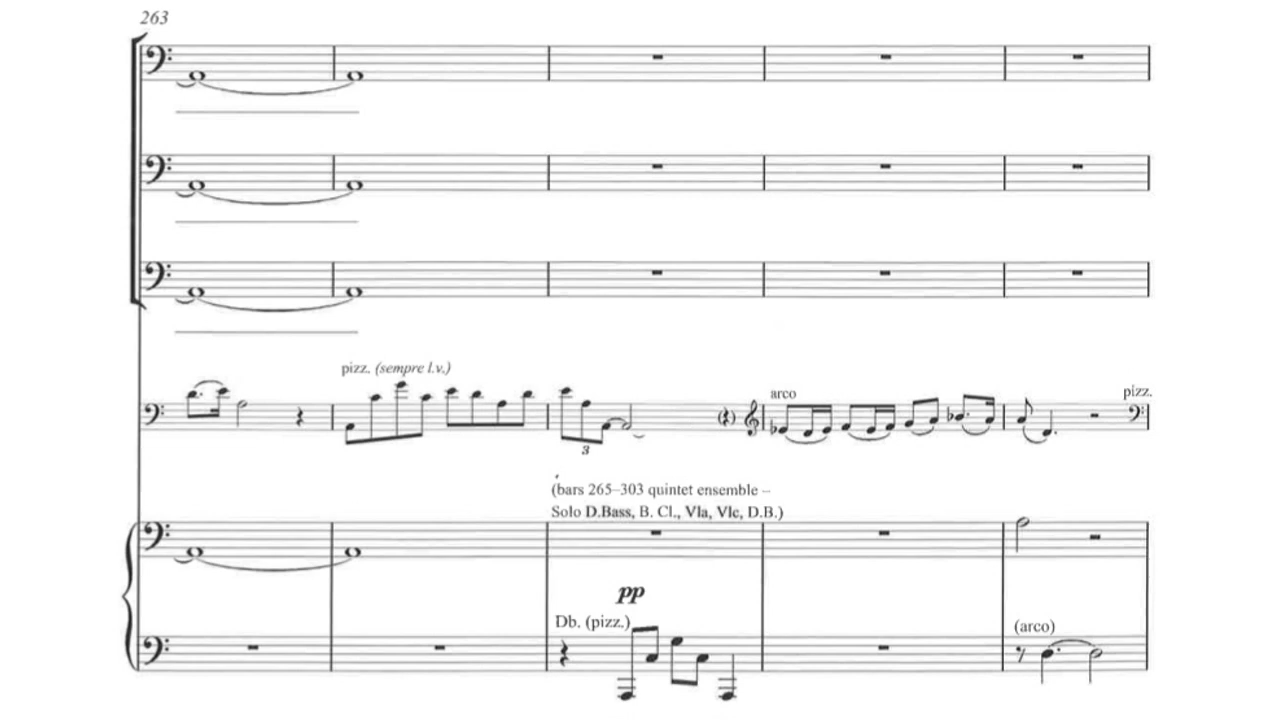 263
pizz. (sempre l.v.)
arco
pizz.
3
(bars 265–303 quintet ensemble –
Solo D.Bass, B. Cl., Vla, Vlc, D.B.)
pp
Db. (pizz.)
(arco)